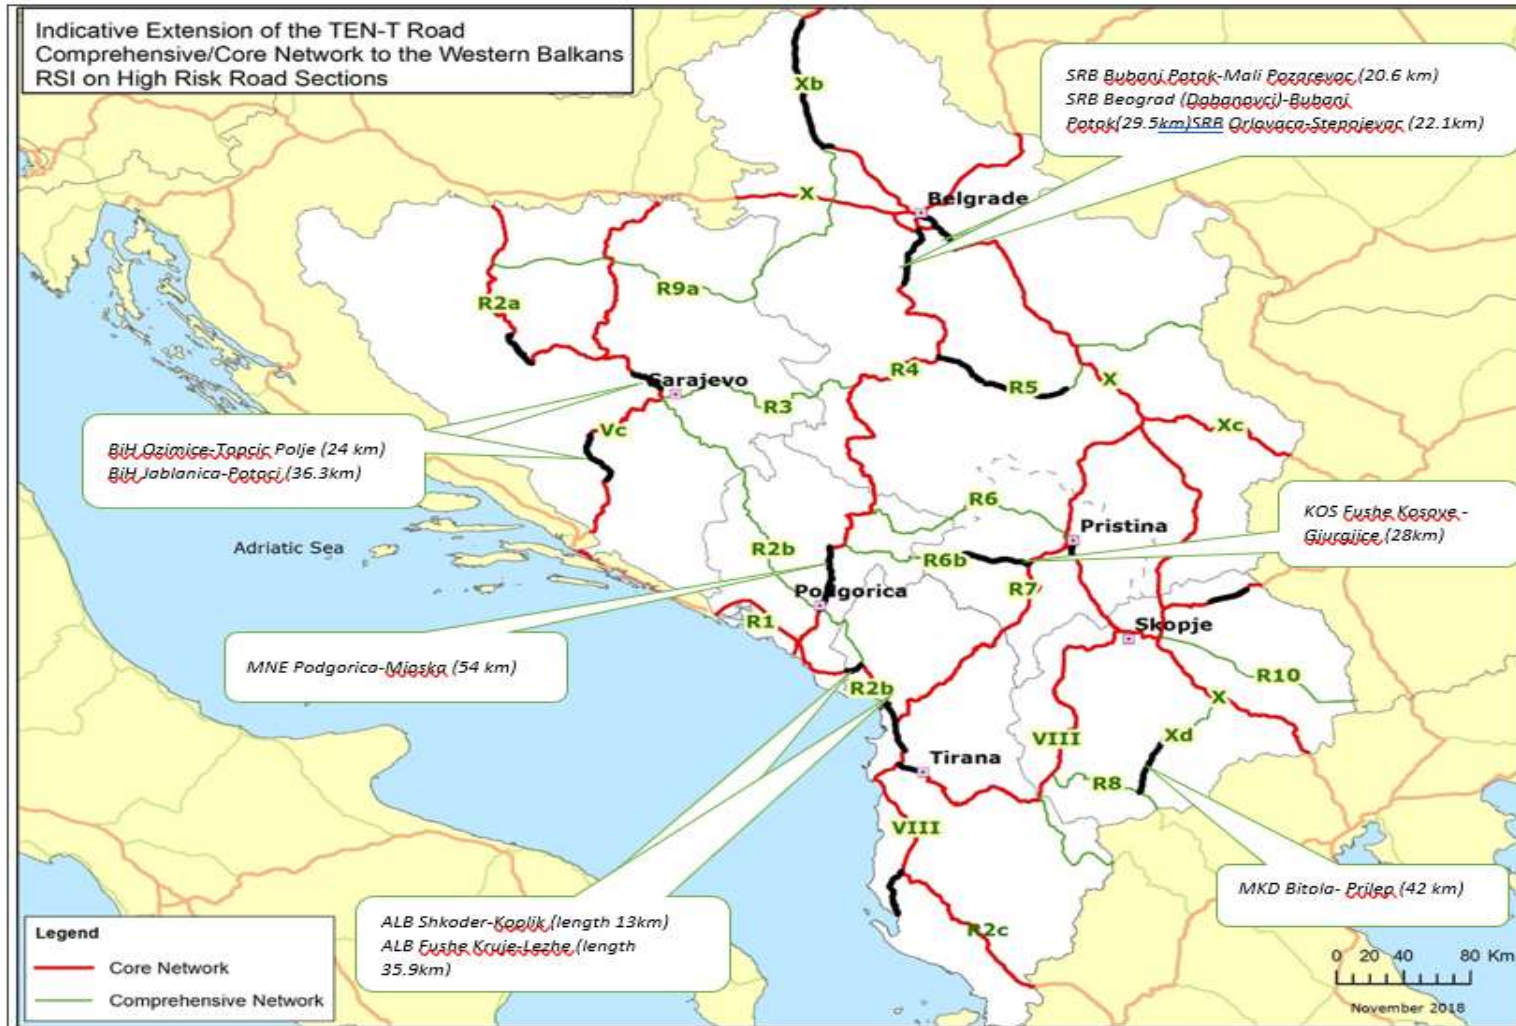 Indicative Extension of the TEN-T Road
Comprehensive/Core Network to the Western Balkans
RSI on High Risk Road Sections
SRB Bubanj Potok-Mali Pozarevac (20.6 km)
SRB Beograd (Dobanovci)-Bubanj
Potok(29.5km)SRB Orlovaca-Stepojevac (22.1km)
Xb
X
Belgrade
R2a
R9a
R4
R5
X
Sarajevo
R3
Xc
Vc
BiH Ozimice-Topcic Polje (24 km)
BiH Jablanica-Potoci (36.3km)
R6
KOS Fushe Kosove -
Gjurgjice (28km)
Pristina
Adriatic Sea
R2b
R6b
R7
Podgorica
R1
Skopje
MNE Podgorica-Mioska (54 km)
R2b
R10
X
VIII
Xd
Tirana
R8
VIII
MKD Bitola- Prilep (42 km)
ALB Shkoder-Koplik (length 13km)
ALB Fushe Kruje-Lezhe (length
35.9km)
R2c
Legend
Core Network
Comprehensive Network
0 20 40 80 Km
November 2018